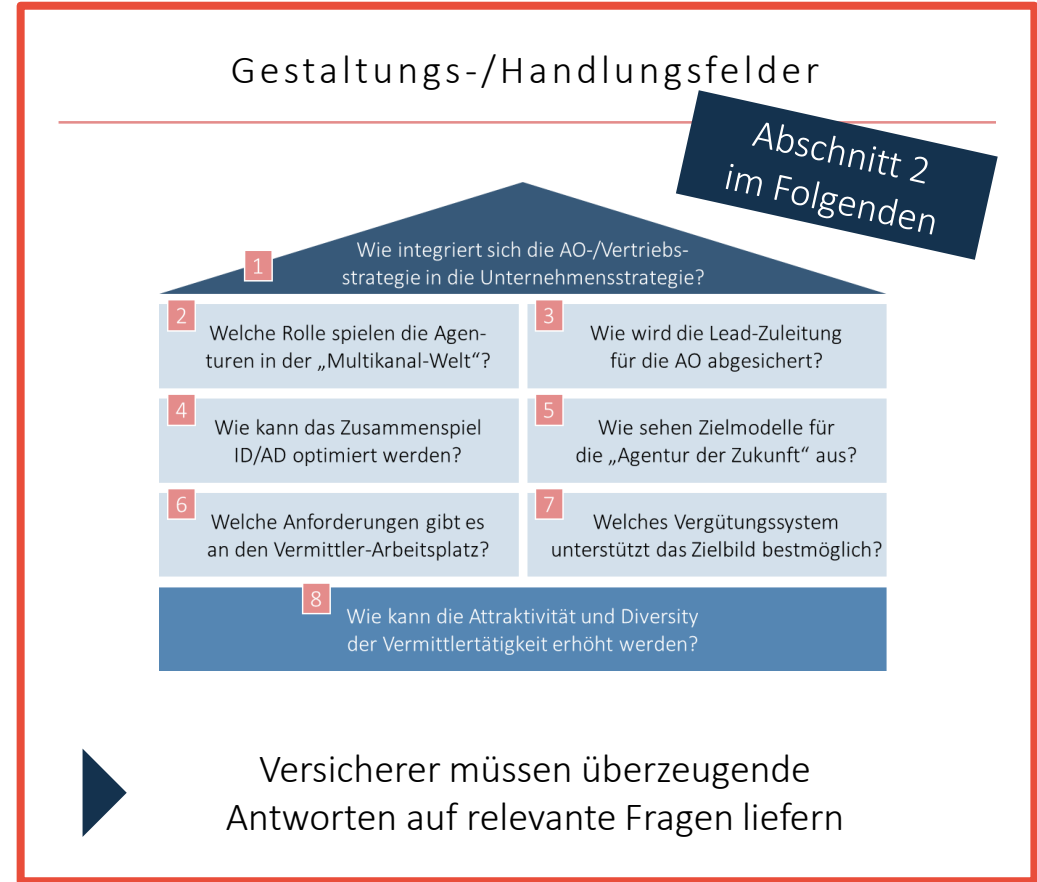 Gestaltungs-/Handlungsfelder
Abschnitt 2
im Folgenden
1
Wie integriert sich die AO-/Vertriebs-
strategie in die Unternehmensstrategie?
2
Welche Rolle spielen die Agen-
turen in der „Multikanal-Welt“?
3
Wie wird die Lead-Zuleitung
für die AO abgesichert?
4
Wie kann das Zusammenspiel
ID/AD optimiert werden?
5
Wie sehen Zielmodelle für
die „Agentur der Zukunft“ aus?
6
Welche Anforderungen gibt es
an den Vermittler-Arbeitsplatz?
7
Welches Vergütungssystem
unterstützt das Zielbild bestmöglich?
8
Wie kann die Attraktivität und Diversity
der Vermittlertätigkeit erhöht werden?
Versicherer müssen überzeugende
Antworten auf relevante Fragen liefern